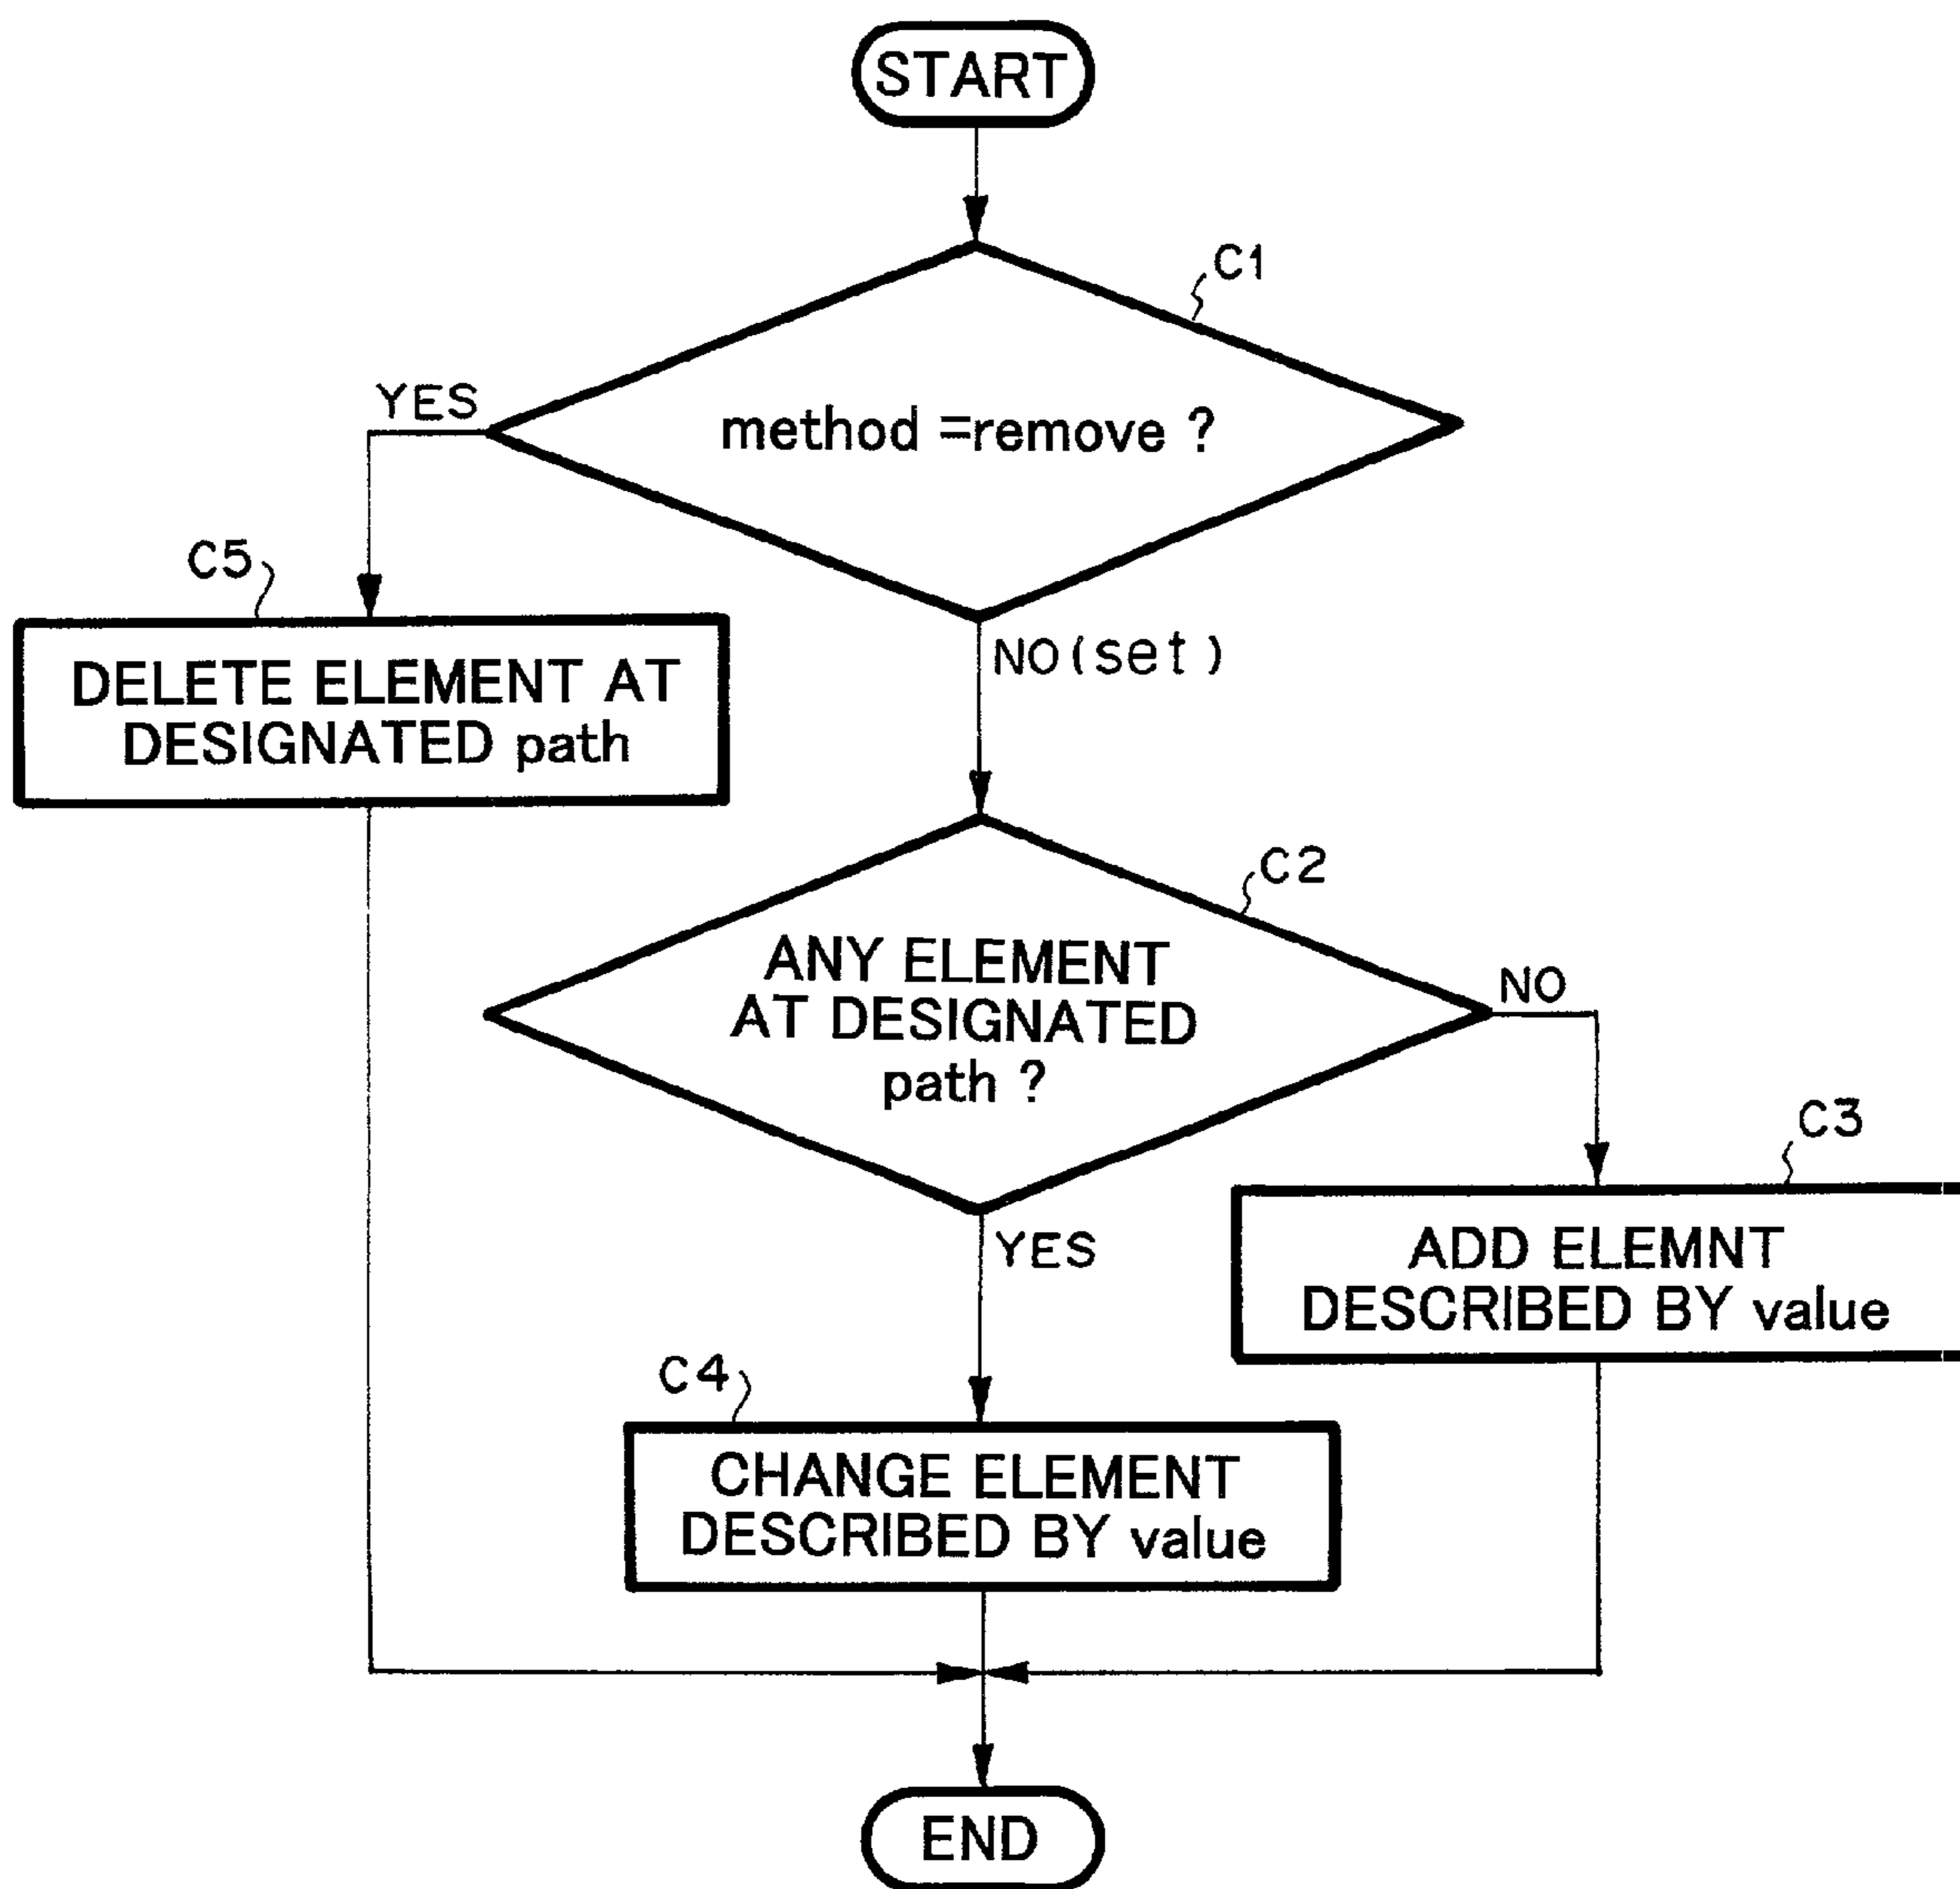 START
C1
method =remove ?
YES
C5
DELETE ELEMENT AT
DESIGNATED path
NO(set)
C2
ANY ELEMENT
AT DESIGNATED
path ?
NO
C3
ADD ELEMNT
DESCRIBED BY value
YES
C4
CHANGE ELEMENT
DESCRIBED BY value
END